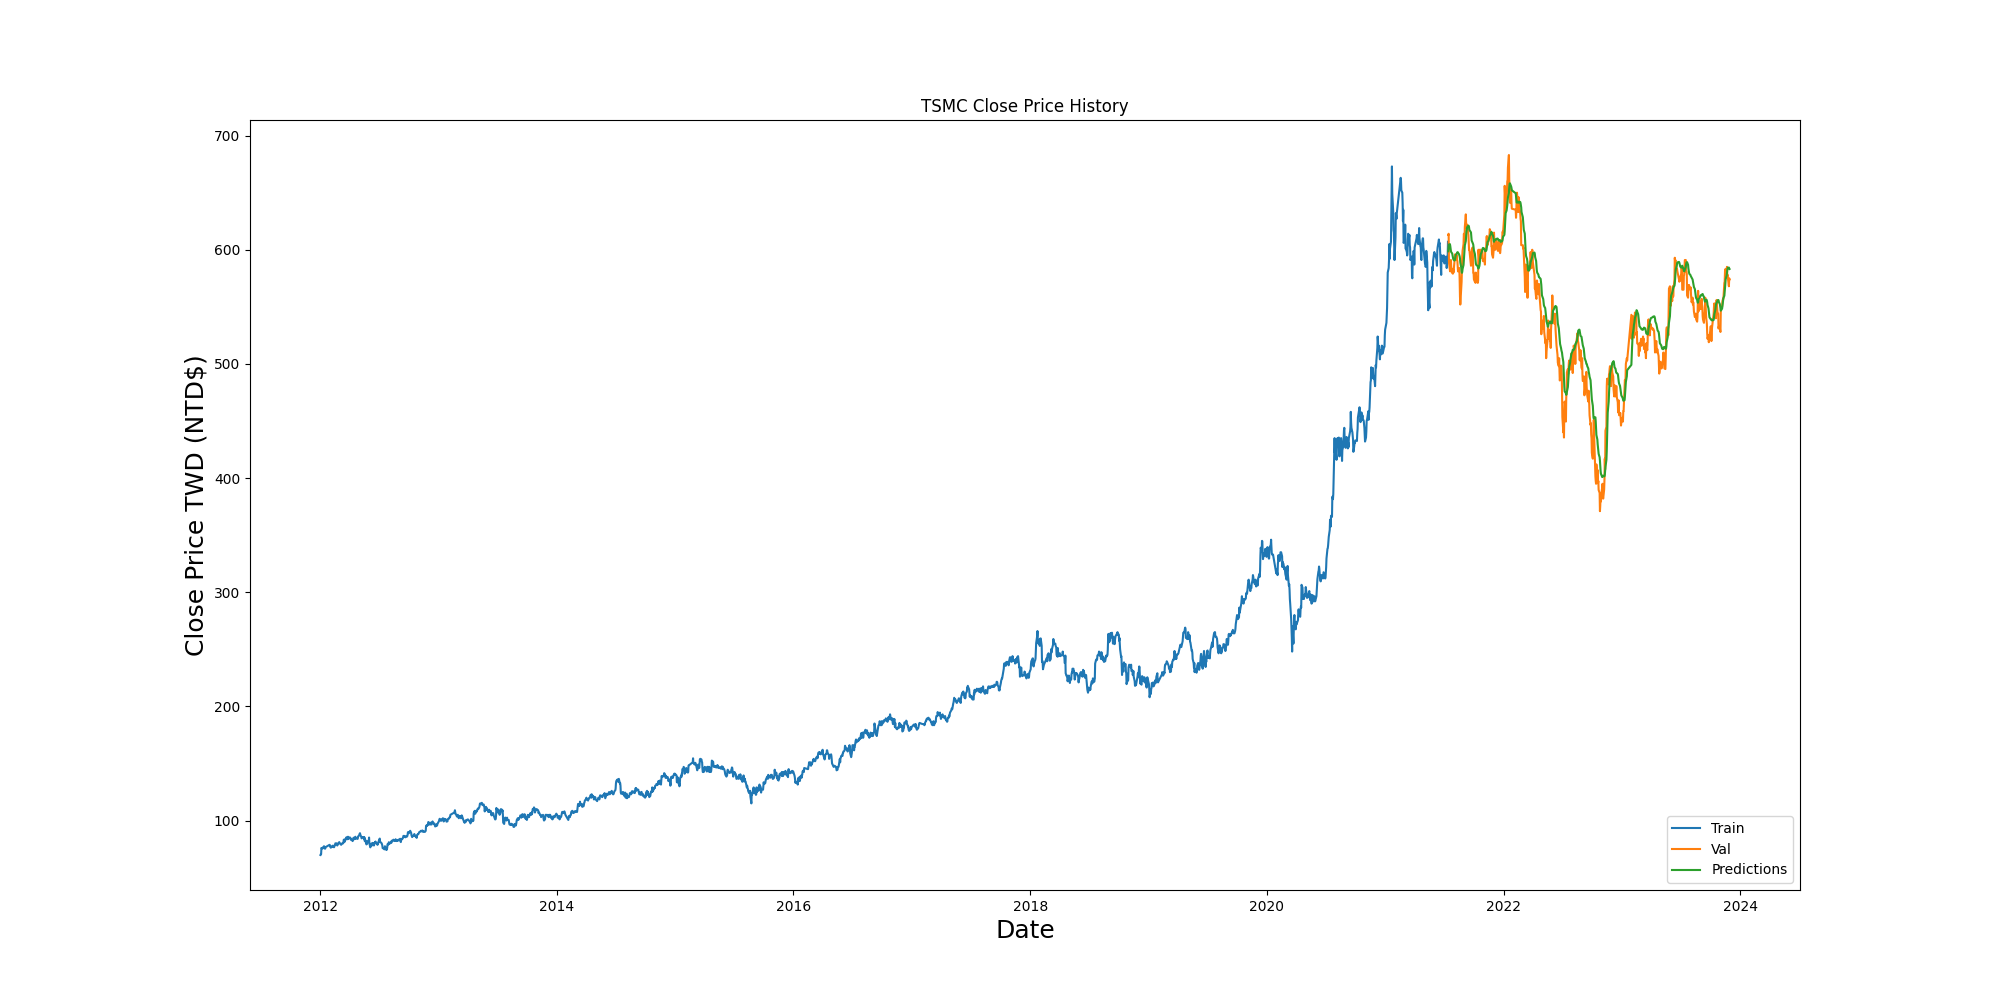 TSMC Close Price History
Close Price TWD (NTD$)
700
600
500
400
300
200
100
2012 2014 2016 2018 2020 2022 2024
Date
Train
Val
Predictions